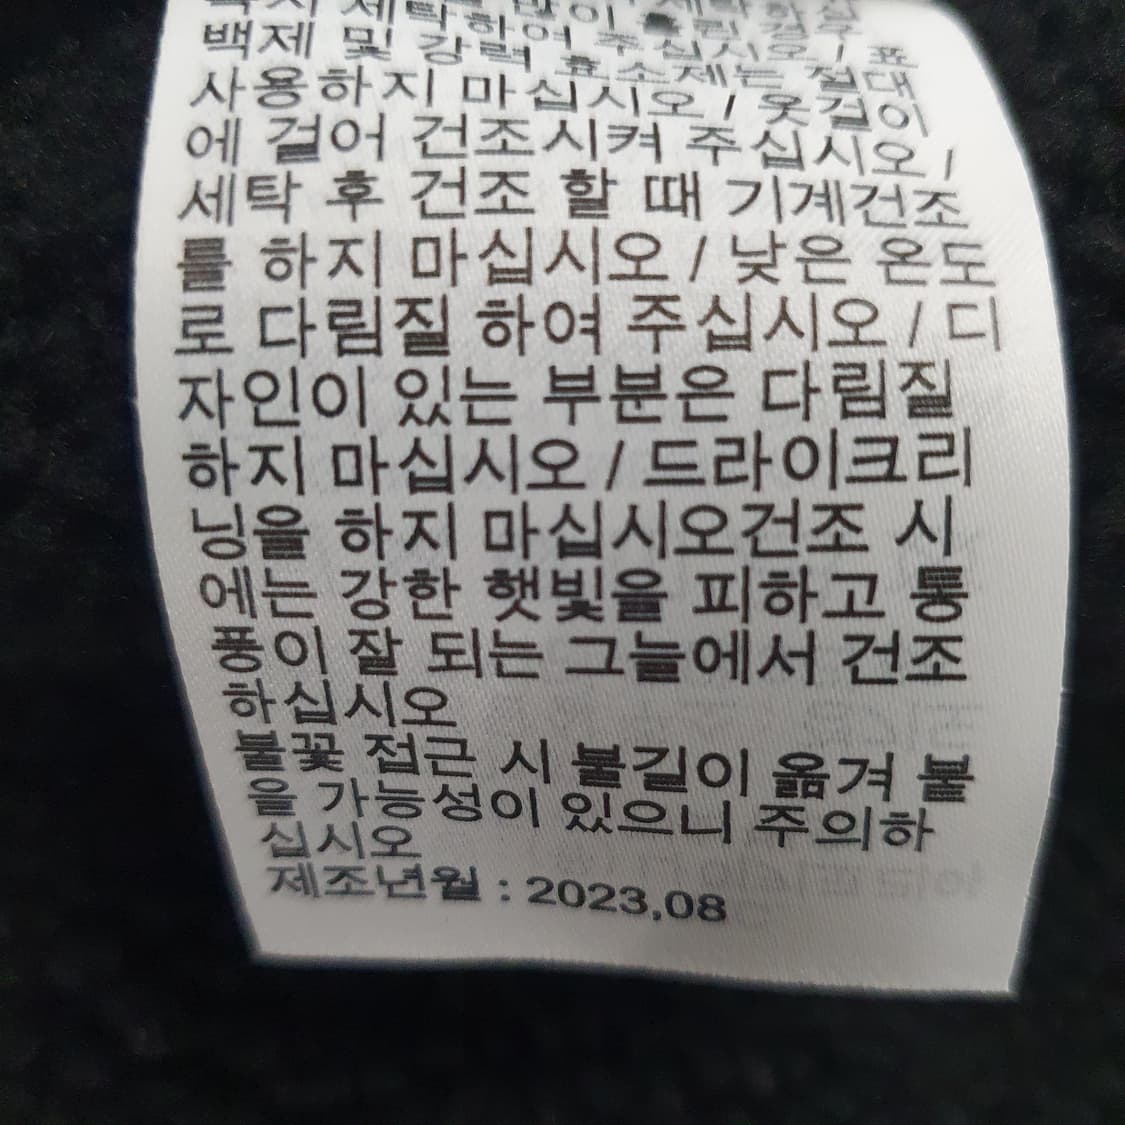 하여 주십시오 / 표
백제 및 강력 효소제는 절대
사용하지 마십시오 / 옷걸이
에 걸어 건조시켜 주십시오 /
세탁 후 건조 할 때 기계건조
를 하지 마십시오 / 낮은 온도
로 다림질 하여 주십시오 / 디
자인이 있는 부분은 다림질
하지 마십시오 / 드라이크리
닝을 하지 마십시오건조 시
에는 강한 햇빛을 피하고 통
풍이 잘 되는 그늘에서 건조
하십시오
불꽃 접근 시 불길이 옮겨 붙
을 가능성이 있으니 주의하
십시오
제조년월 : 2023,08